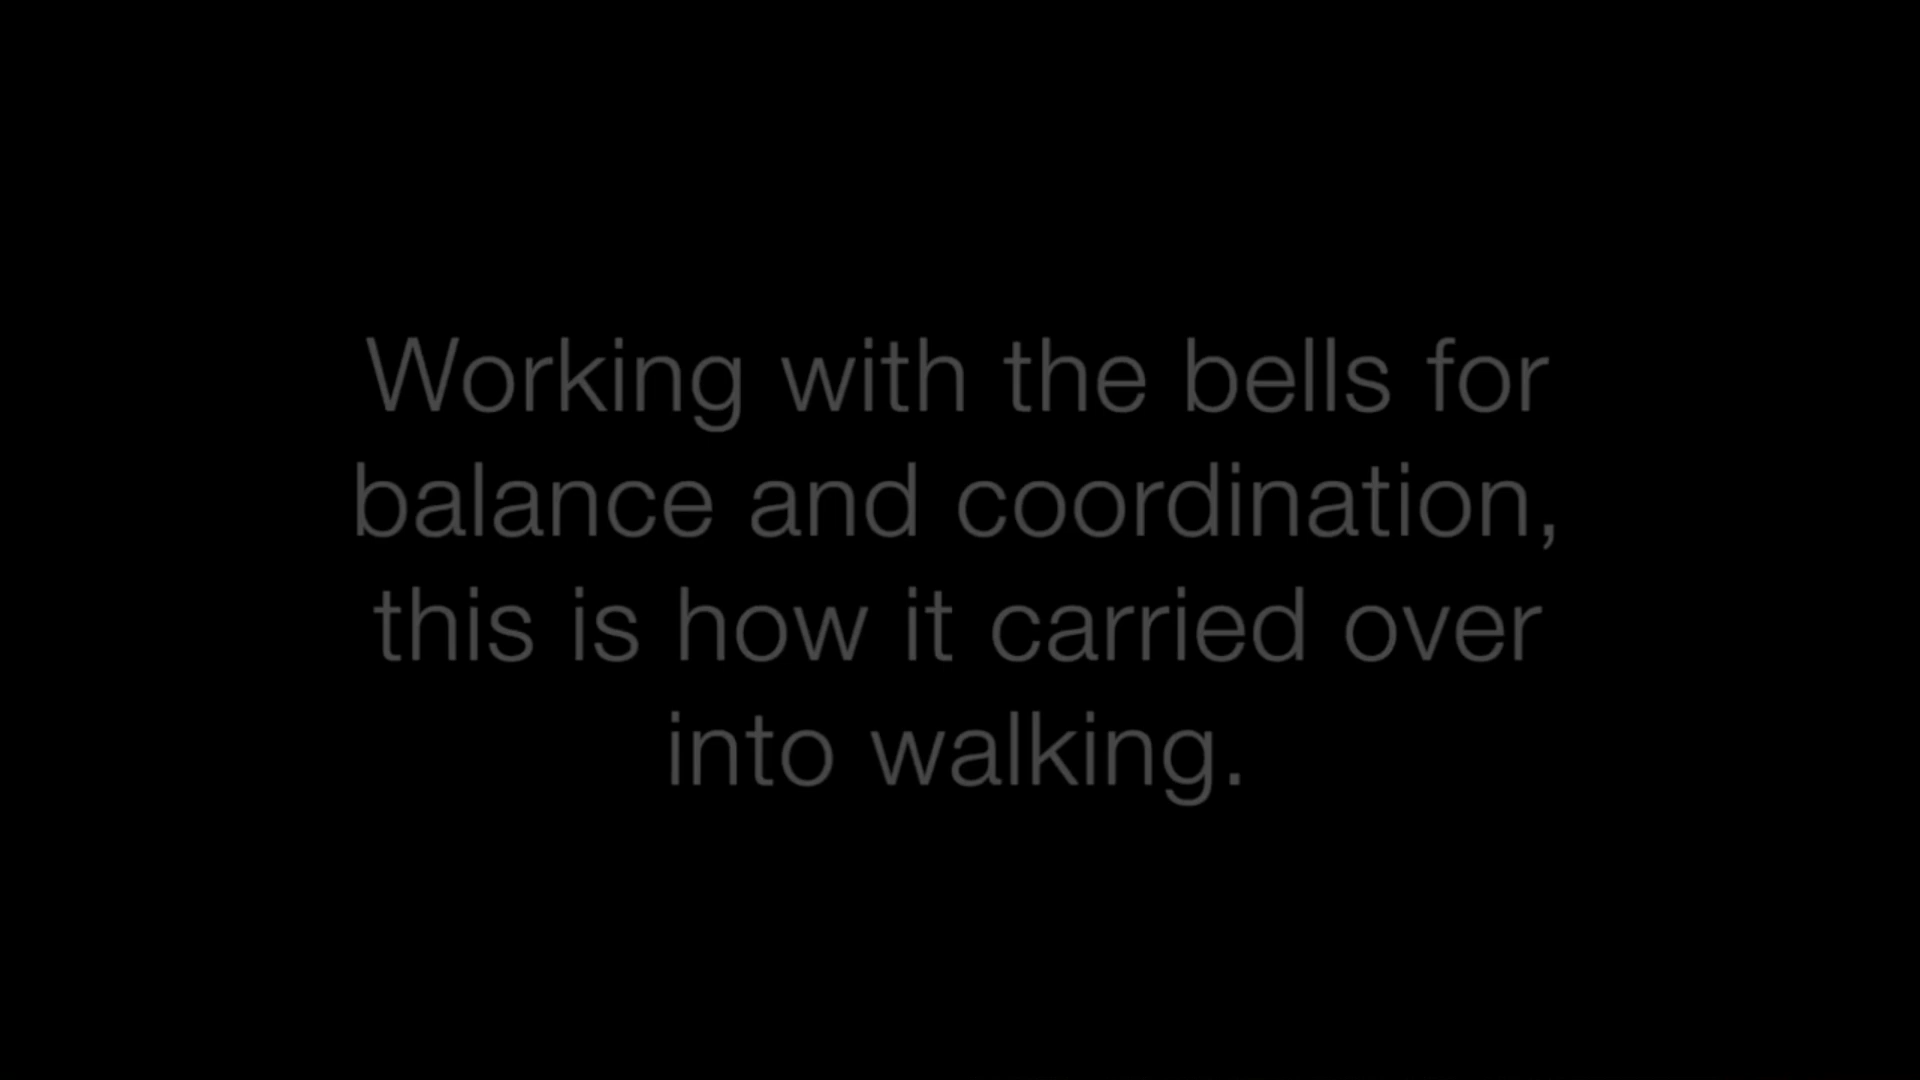 Working with the bells for
balance and coordination,
this is how it carried over
into walking.